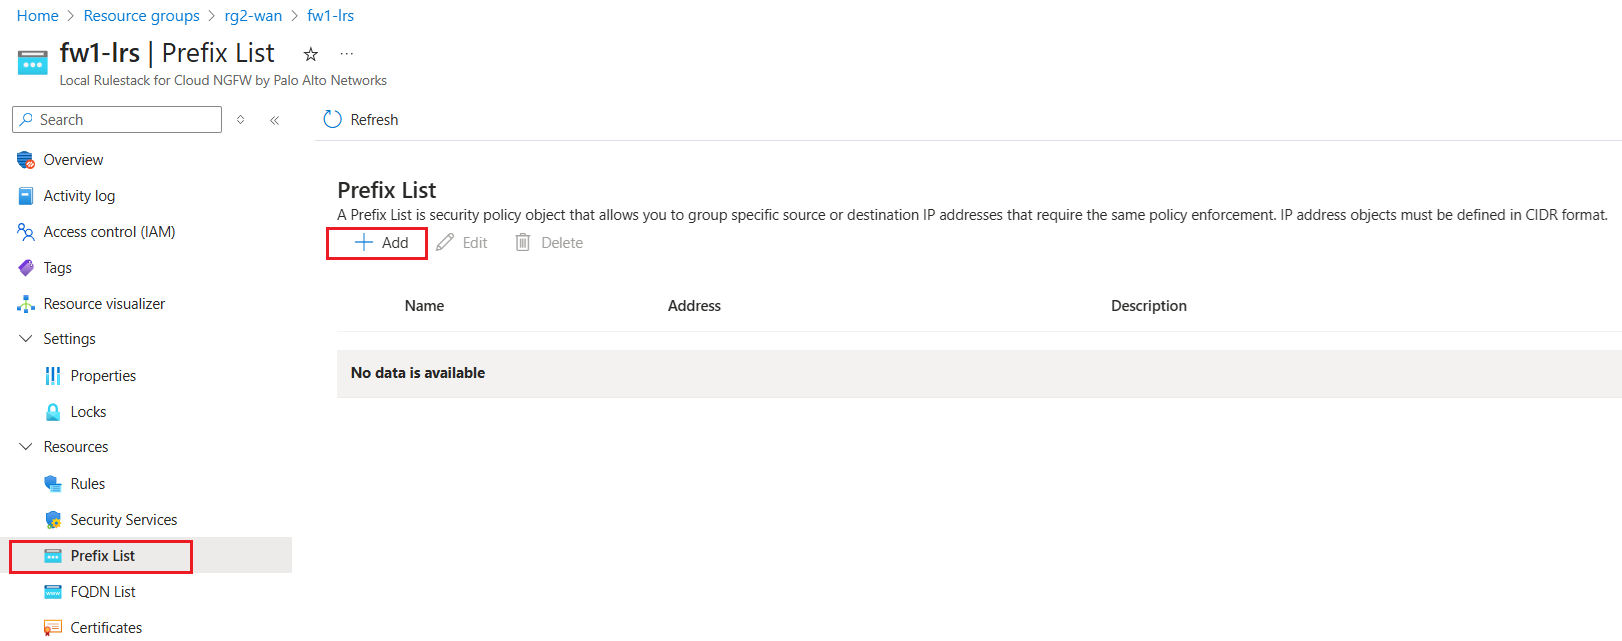 Home > Resource groups > rg2-wan > fw1-lrs
fw1-lrs | Prefix List
Local Rulestack for Cloud NGFW by Palo Alto Networks
Search
Refresh
Overview
Activity log
Access control (IAM)
Tags
Resource visualizer
Settings
Properties
Locks
Resources
Rules
Security Services
Prefix List
FQDN List
Certificates
Prefix List
A Prefix List is security policy object that allows you to group specific source or destination IP addresses that require the same policy enforcement. IP address objects must be defined in CIDR format.
Add Edit Delete
Name Address Description
No data is available